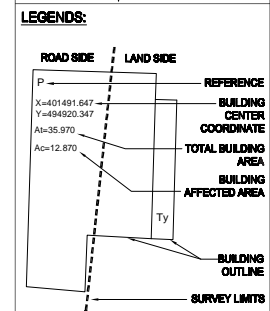 LEGENDS:
ROAD SIDE
LAND SIDE
P
REFERENCE
X=401491.647
Y=494920.347
BUILDING
CENTER
COORDINATE
At=35.970
TOTAL BUILDING
AREA
Ac=12.870
BUILDING
AFFECTED AREA
Ty
BUILDING
OUTLINE
SURVEY LIMITS